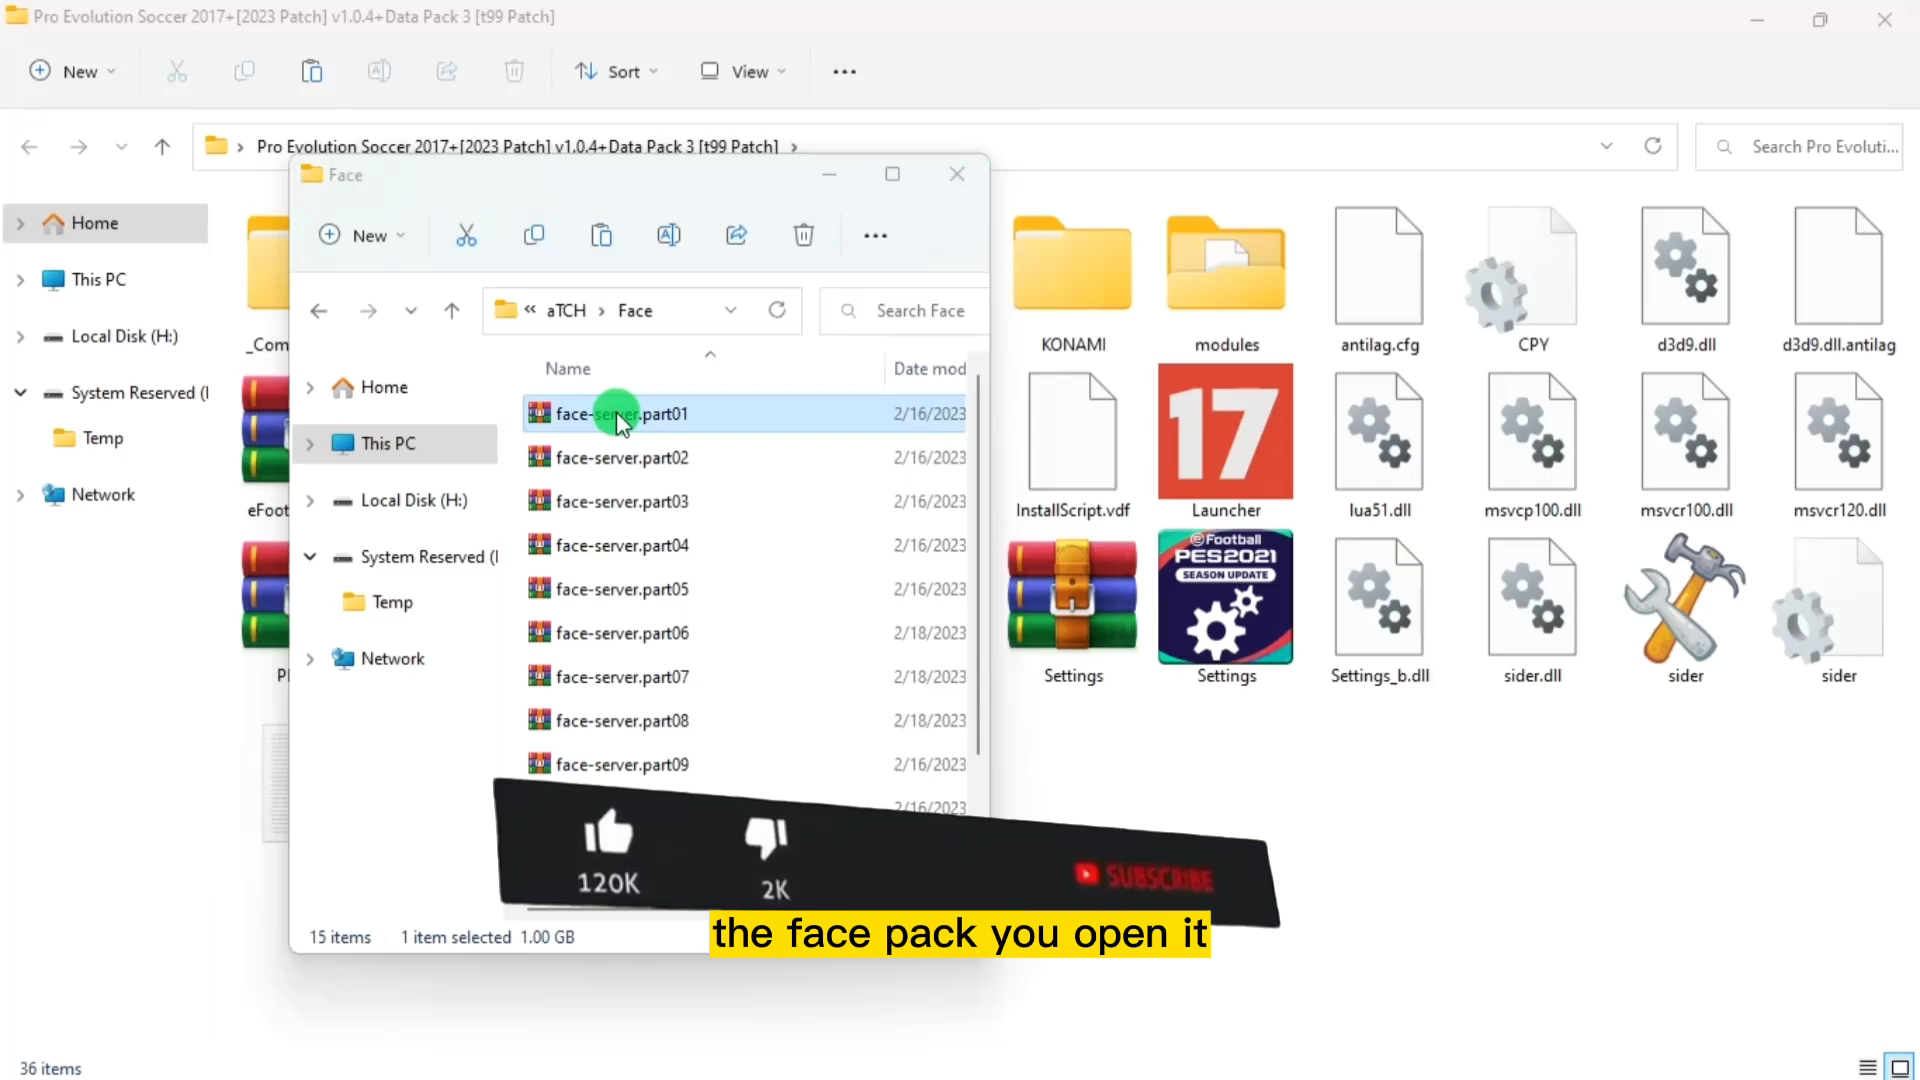 Pro Evolution Soccer 2017+[2023 Patch] v1.0.4+Data Pack 3 [t99 Patch]
New
Sort
View
Pro Evolution Soccer 2017+[2023 Patch] v1.0.4+Data Pack 3 [t99 Patch]
Search Pro Evoluti...
Home
This PC
Local Disk (H:)
System Reserved (I
Temp
Network
_Com
eFoot
Face
New
« aTCH > Face
Search Face
Name
Date mod
Home
This PC
Local Disk (H:)
System Reserved (I
Temp
Network
face-server.part01 2/16/2023
face-server.part02 2/16/2023
face-server.part03 2/16/2023
face-server.part04 2/16/2023
face-server.part05 2/16/2023
face-server.part06 2/18/2023
face-server.part07 2/18/2023
face-server.part08 2/18/2023
face-server.part09 2/16/2023
2/16/2023
15 items
1 item selected 1.00 GB
KONAMI
modules
antilag.cfg
CPY
d3d9.dll
d3d9.dll.antilag
17
InstallScript.vdf
Launcher
lua51.dll
msvcp100.dll
msvcr100.dll
msvcr120.dll
eFootball
PES2021
SEASON UPDATE
Settings
Settings
Settings_b.dll
sider.dll
sider
sider
120K
2K
SUBSCRIBE
the face pack you open it
36 items